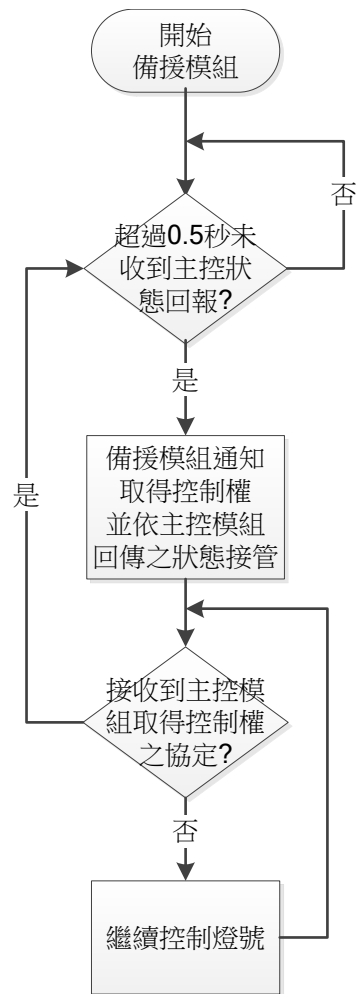 開始
備援模組
否
超過0.5秒未
收到主控狀
態回報?
是
備援模組通知
取得控制權
並依主控模組
回傳之狀態接管
是
接收到主控模
組取得控制權
之協定?
否
繼續控制燈號